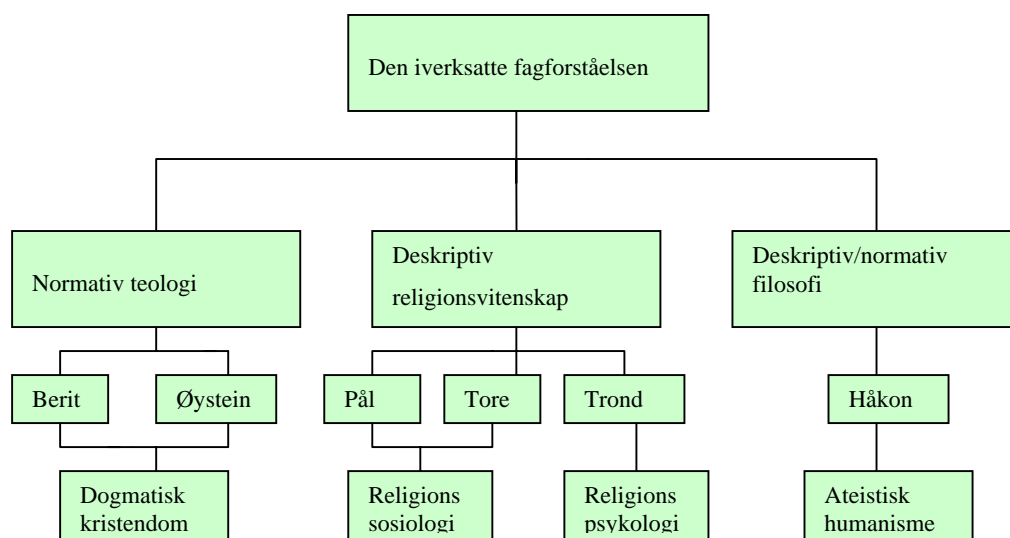 Den iverksatte fagforståelsen
Normativ teologi
Deskriptiv
religionsvitenskap
Deskriptiv/normativ
filosofi
Berit
Øystein
Pål
Tore
Trond
Håkon
Dogmatisk
kristendom
Religions
sosiologi
Religions
psykologi
Ateistisk
humanisme